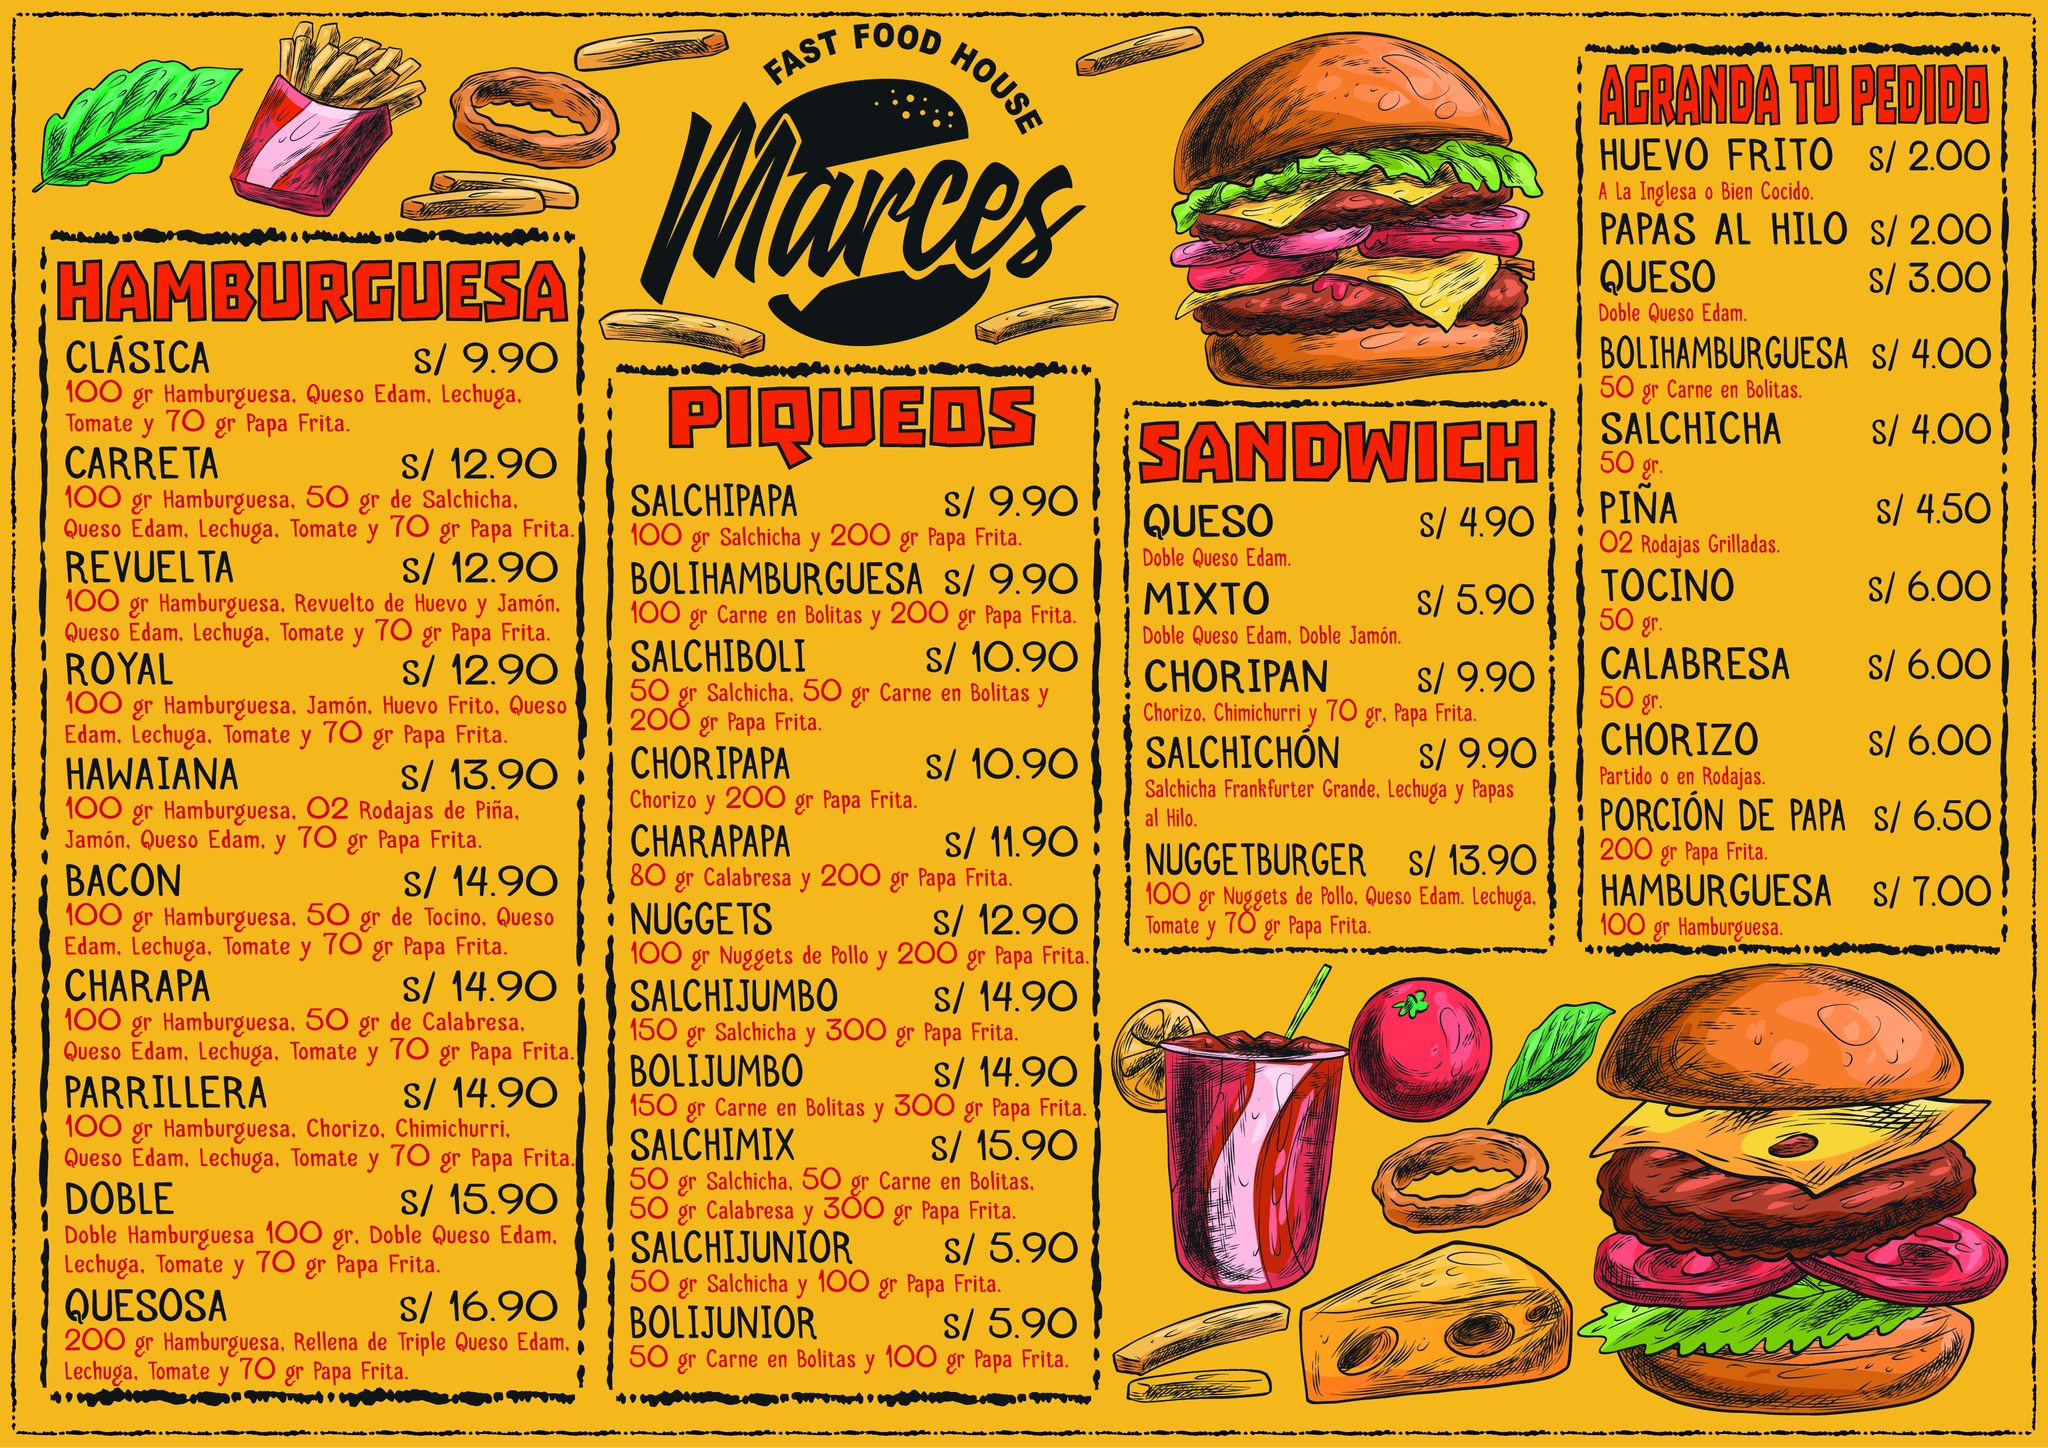 FAST FOOD HOUSE
Marces
HAMBURGUESA
CLÁSICA S/ 9.90
100 gr Hamburguesa, Queso Edam, Lechuga,
Tomate y 70 gr Papa Frita.
CARRETA S/ 12.90
100 gr Hamburguesa, 50 gr de Salchicha,
Queso Edam, Lechuga, Tomate y 70 gr Papa Frita.
REVUELTA S/ 12.90
100 gr Hamburguesa, Revuelto de Huevo y Jamón,
Queso Edam, Lechuga, Tomate y 70 gr Papa Frita.
ROYAL S/ 12.90
100 gr Hamburguesa, Jamón, Huevo Frito, Queso
Edam, Lechuga, Tomate y 70 gr Papa Frita.
HAWAIANA S/ 13.90
100 gr Hamburguesa, 02 Rodajas de Piña,
Jamón, Queso Edam, y 70 gr Papa Frita.
BACON S/ 14.90
100 gr Hamburguesa, 50 gr de Tocino, Queso
Edam, Lechuga, Tomate y 70 gr Papa Frita.
CHARAPA S/ 14.90
100 gr Hamburguesa, 50 gr de Calabresa,
Queso Edam, Lechuga, Tomate y 70 gr Papa Frita.
PARRILLERA S/ 14.90
100 gr Hamburguesa, Chorizo, Chimichurri,
Queso Edam, Lechuga, Tomate y 70 gr Papa Frita.
DOBLE S/ 15.90
Doble Hamburguesa 100 gr, Doble Queso Edam,
Lechuga, Tomate y 70 gr Papa Frita.
QUESOSA S/ 16.90
200 gr Hamburguesa, Rellena de Triple Queso Edam,
Lechuga, Tomate y 70 gr Papa Frita.
PIQUEOS
SALCHIPAPA S/ 9.90
100 gr Salchicha y 200 gr Papa Frita.
BOLIHAMBURGUESA S/ 9.90
100 gr Carne en Bolitas y 200 gr Papa Frita.
SALCHIBOLI S/ 10.90
50 gr Salchicha, 50 gr Carne en Bolitas y
200 gr Papa Frita.
CHORIPAPA S/ 10.90
Chorizo y 200 gr Papa Frita.
CHARAPAPA S/ 11.90
80 gr Calabresa y 200 gr Papa Frita.
NUGGETS S/ 12.90
100 gr Nuggets de Pollo y 200 gr Papa Frita.
SALCHIJUMBO S/ 14.90
150 gr Salchicha y 300 gr Papa Frita.
BOLIJUMBO S/ 14.90
150 gr Carne en Bolitas y 300 gr Papa Frita.
SALCHIMIX S/ 15.90
50 gr Salchicha, 50 gr Carne en Bolitas,
50 gr Calabresa y 300 gr Papa Frita.
SALCHIJUNIOR S/ 5.90
50 gr Salchicha y 100 gr Papa Frita.
BOLIJUNIOR S/ 5.90
50 gr Carne en Bolitas y 100 gr Papa Frita.
SANDWICH
QUESO S/ 4.90
Doble Queso Edam.
MIXTO S/ 5.90
Doble Queso Edam, Doble Jamón.
CHORIPAN S/ 9.90
Chorizo, Chimichurri y 70 gr, Papa Frita.
SALCHICHÓN S/ 9.90
Salchicha Frankfurter Grande, Lechuga y Papas
al Hilo.
NUGGETBURGER S/ 13.90
100 gr Nuggets de Pollo, Queso Edam. Lechuga,
Tomate y 70 gr Papa Frita.
AGRANDA TU PEDIDO
HUEVO FRITO S/ 2.00
A La Inglesa o Bien Cocido.
PAPAS AL HILO S/ 2.00
QUESO S/ 3.00
Doble Queso Edam.
BOLIHAMBURGUESA S/ 4.00
50 gr Carne en Bolitas.
SALCHICHA S/ 4.00
50 gr.
PIÑA S/ 4.50
02 Rodajas Grilladas.
TOCINO S/ 6.00
50 gr.
CALABRESA S/ 6.00
50 gr.
CHORIZO S/ 6.00
Partido o en Rodajas.
PORCIÓN DE PAPA S/ 6.50
200 gr Papa Frita.
HAMBURGUESA S/ 7.00
100 gr Hamburguesa.